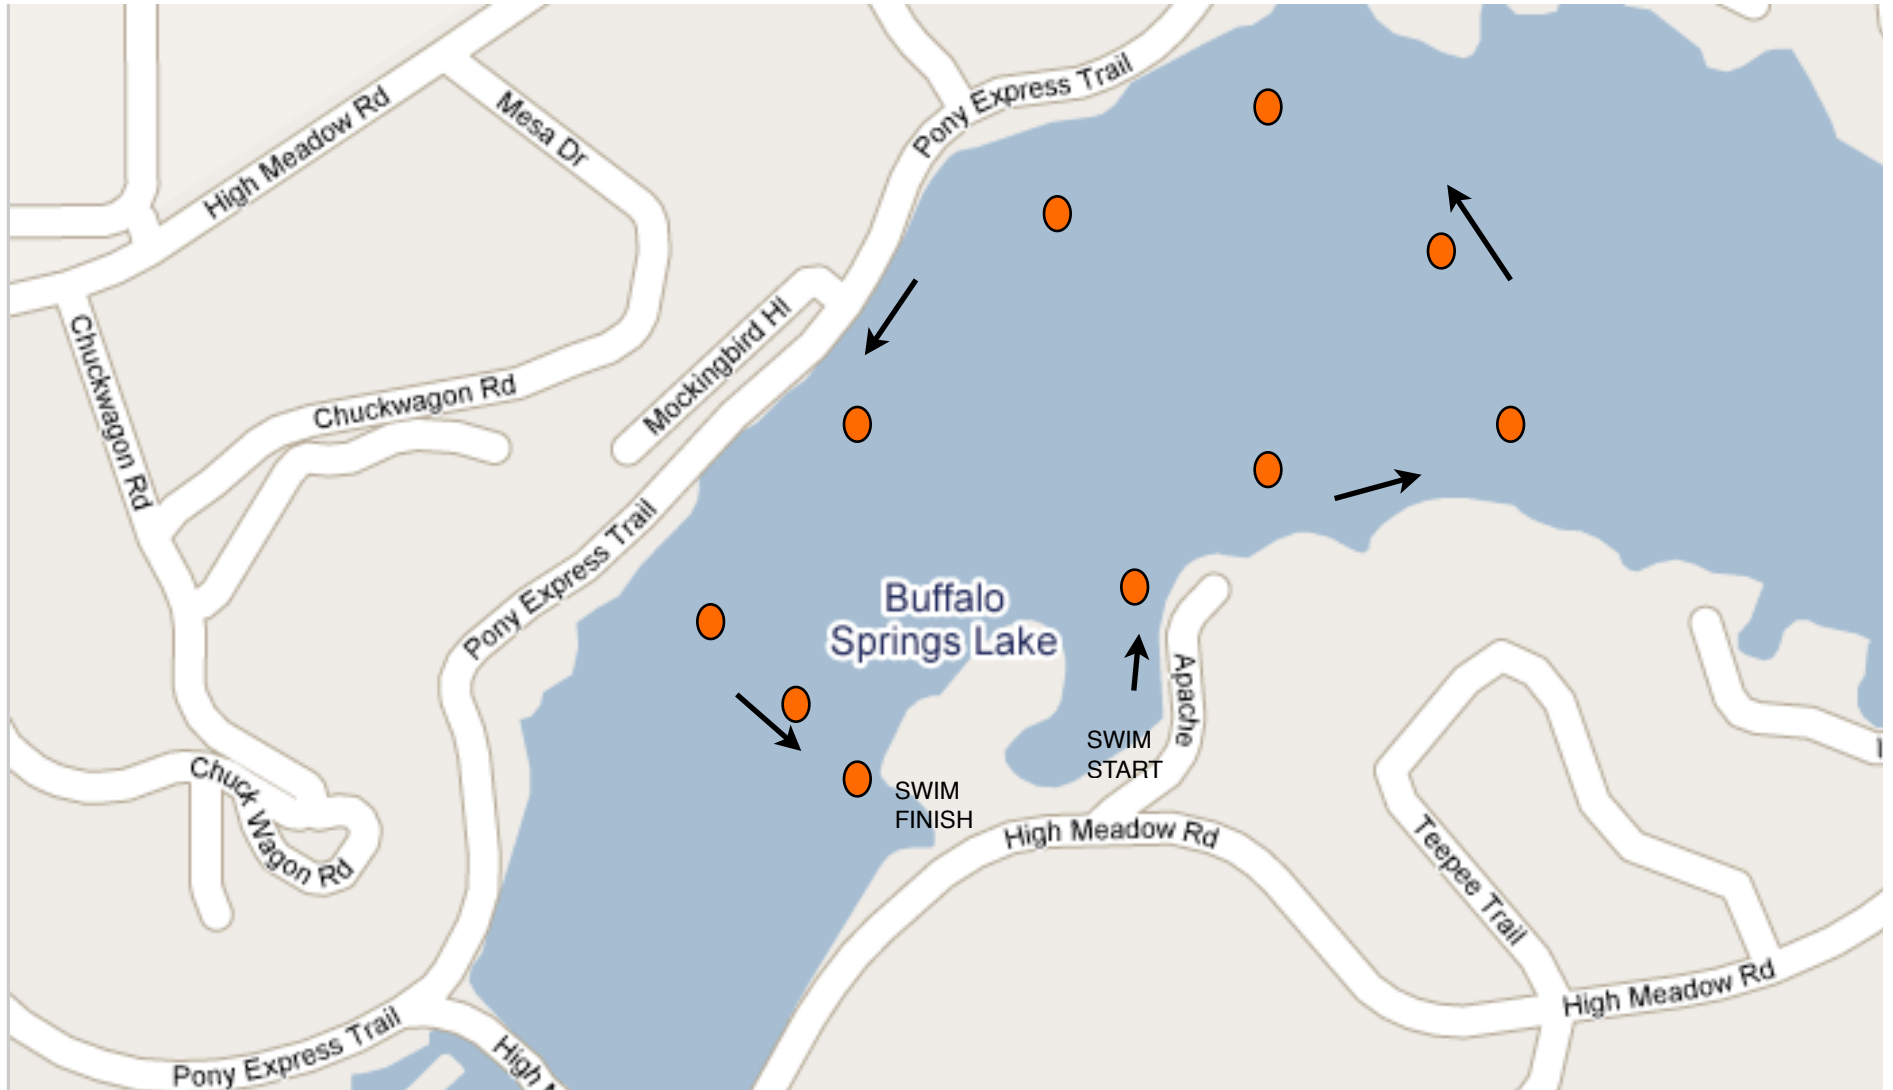 Pony Express Trail
High Meadow Rd
Mesa Dr
Mockingbird Hl
Chuckwagon Rd
Chuckwagon Rd
Pony Express Trail
Buffalo
Springs Lake
Apache
SWIM
START
SWIM
FINISH
Chuck Wagon Rd
High Meadow Rd
Teepee Trail
High Meadow Rd
Pony Express Trail
High